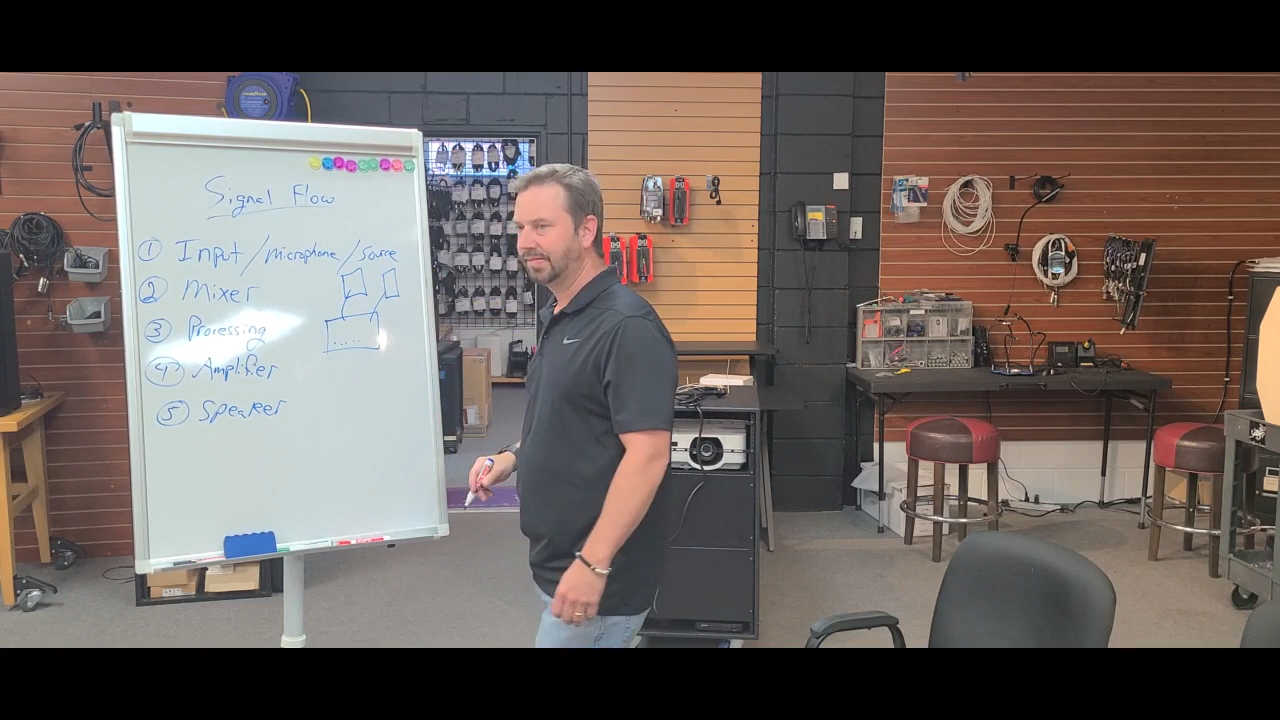 Signal Flow
① Input/Microphone/Source
② Mixer
③ Processing
④ Amplifier
⑤ Speaker